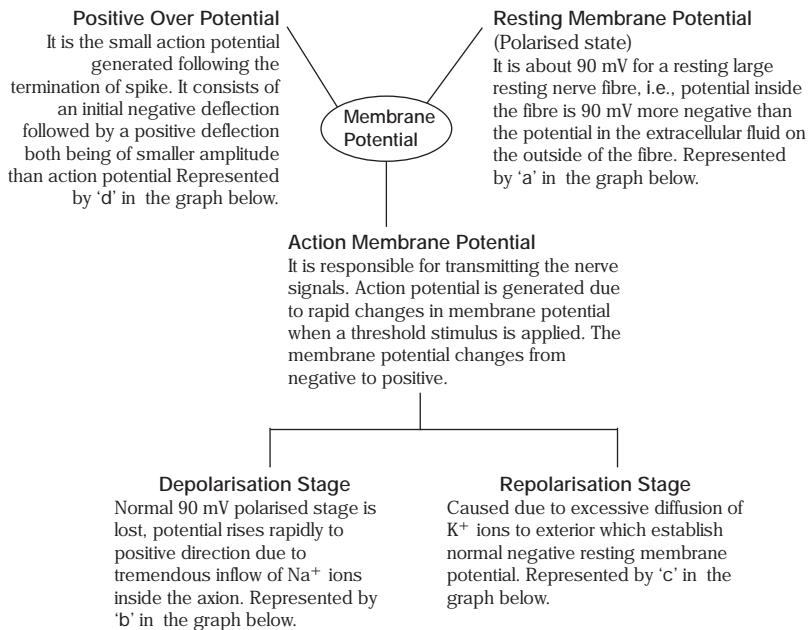 Positive Over Potential
It is the small action potential
generated following the
termination of spike. It consists of
an initial negative deflection
followed by a positive deflection
both being of smaller amplitude
than action potential Represented
by ‘d’ in the graph below.
Resting Membrane Potential
(Polarised state)
It is about 90 mV for a resting large
resting nerve fibre, i.e., potential inside
the fibre is 90 mV more negative than
the potential in the extracellular fluid on
the outside of the fibre. Represented
by ‘a’ in the graph below.
Membrane
Potential
Action Membrane Potential
It is responsible for transmitting the nerve
signals. Action potential is generated due
to rapid changes in membrane potential
when a threshold stimulus is applied. The
membrane potential changes from
negative to positive.
Depolarisation Stage
Normal 90 mV polarised stage is
lost, potential rises rapidly to
positive direction due to
tremendous inflow of Na⁺ ions
inside the axion. Represented by
‘b’ in the graph below.
Repolarisation Stage
Caused due to excessive diffusion of
K⁺ ions to exterior which establish
normal negative resting membrane
potential. Represented by ‘c’ in the
graph below.